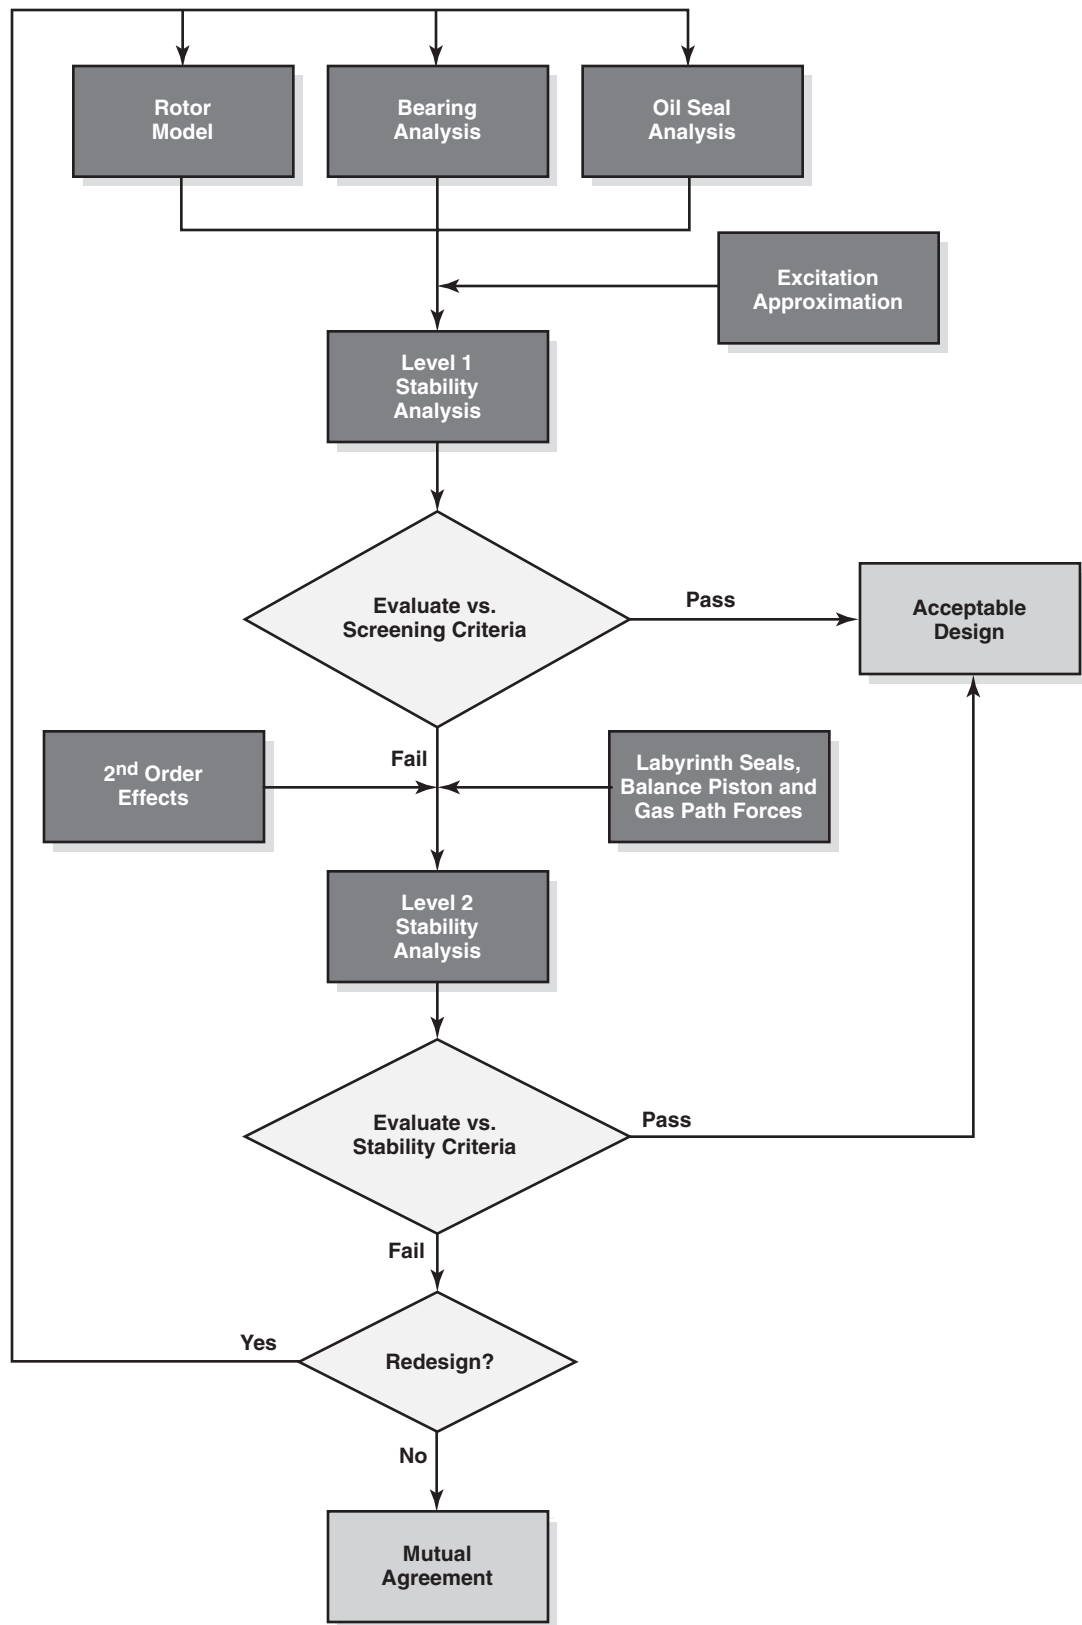 Rotor
Model
Bearing
Analysis
Oil Seal
Analysis
Excitation
Approximation
Level 1
Stability
Analysis
Evaluate vs.
Screening Criteria
Pass
Acceptable
Design
Fail
2nd Order
Effects
Labyrinth Seals,
Balance Piston and
Gas Path Forces
Level 2
Stability
Analysis
Evaluate vs.
Stability Criteria
Pass
Fail
Redesign?
Yes
No
Mutual
Agreement